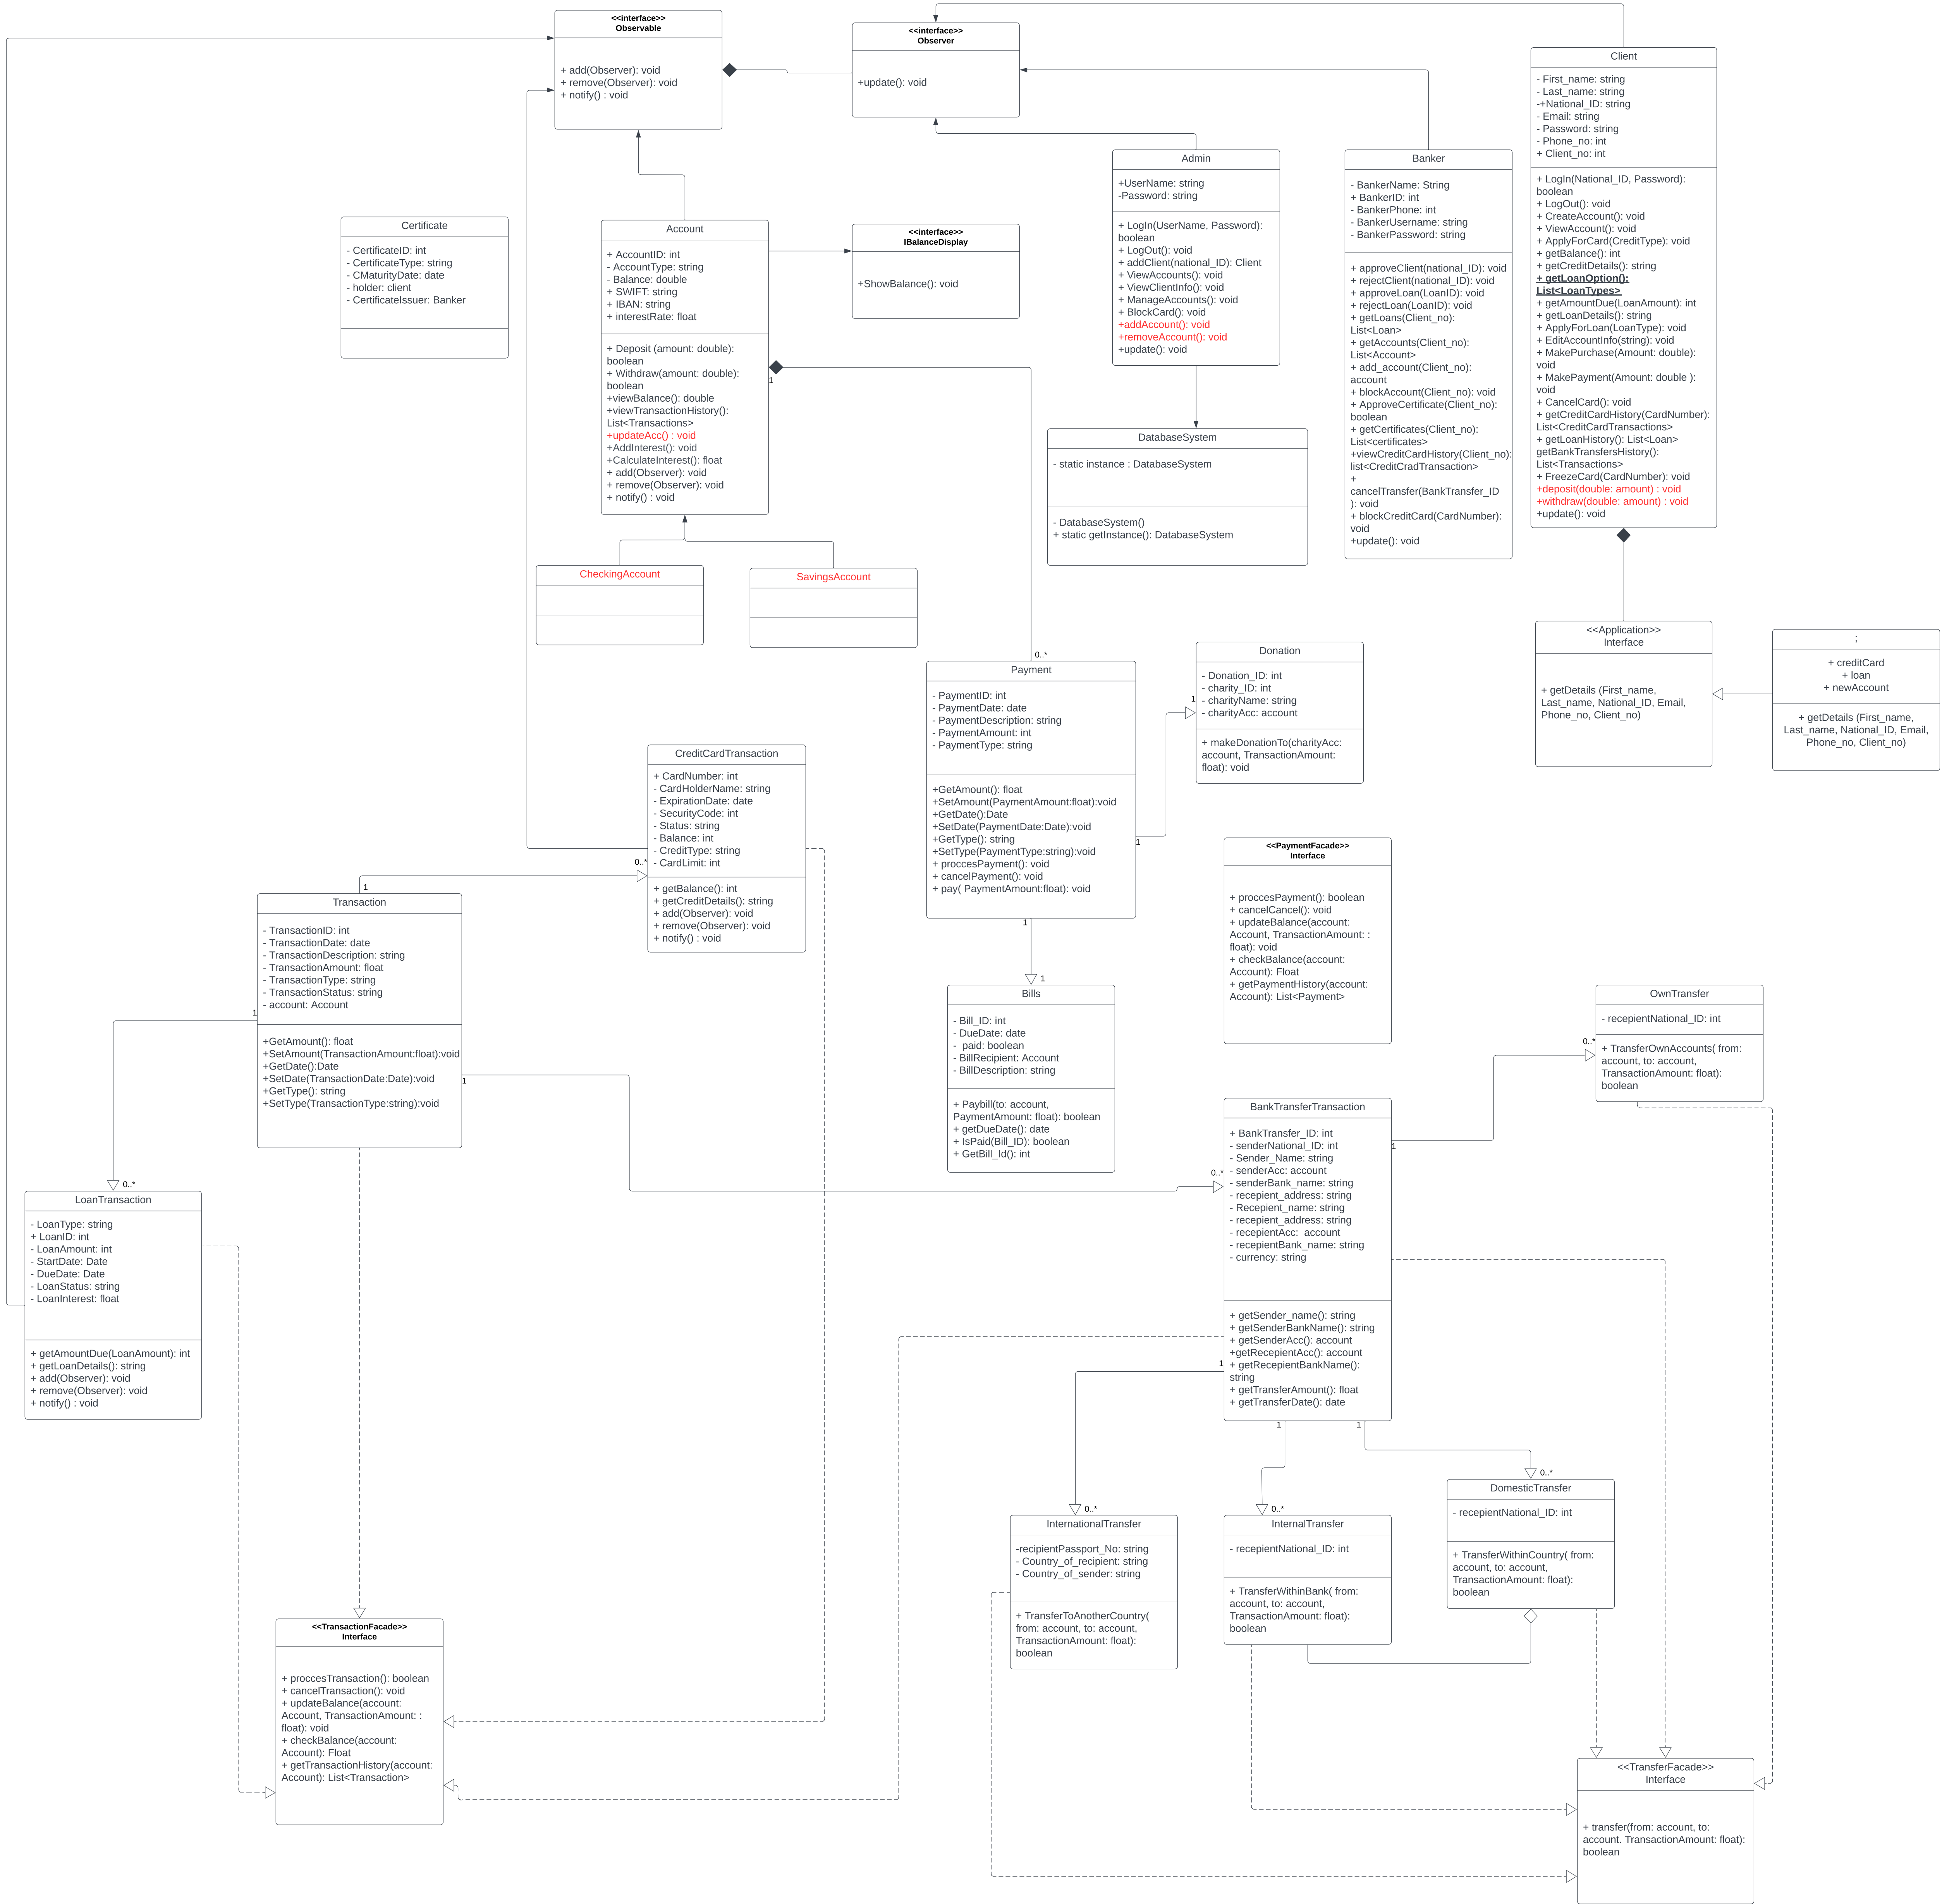 <<interface>>
Observable
+ add(Observer): void
+ remove(Observer): void
+ notify() : void
<<interface>>
Observer
+update(): void
Client
- First_name: string
- Last_name: string
-+National_ID: string
- Email: string
- Password: string
- Phone_no: int
+ Client_no: int
+ LogIn(National_ID, Password):
boolean
+ LogOut(): void
+ CreateAccount(): void
+ ViewAccount(): void
+ ApplyForCard(CreditType): void
+ getBalance(): int
+ getCreditDetails(): string
+ getLoanOption():
List<LoanTypes>
+ getAmountDue(LoanAmount): int
+ getLoanDetails(): string
+ ApplyForLoan(LoanType): void
+ EditAccountInfo(string): void
+ MakePurchase(Amount: double):
void
+ MakePayment(Amount: double ):
void
+ CancelCard(): void
+ getCreditCardHistory(CardNumber):
List<CreditCardTransactions>
+ getLoanHistory(): List<Loan>
getBankTransfersHistory():
List<Transactions>
+ FreezeCard(CardNumber): void
+deposit(double: amount) : void
+withdraw(double: amount) : void
+update(): void
Admin
+UserName: string
-Password: string
+ LogIn(UserName, Password):
boolean
+ LogOut(): void
+ addClient(national_ID): Client
+ ViewAccounts(): void
+ ViewClientInfo(): void
+ ManageAccounts(): void
+ BlockCard(): void
+addAccount(): void
+removeAccount(): void
+update(): void
Banker
- BankerName: String
+ BankerID: int
- BankerPhone: int
- BankerUsername: string
- BankerPassword: string
+ approveClient(national_ID): void
+ rejectClient(national_ID): void
+ approveLoan(LoanID): void
+ rejectLoan(LoanID): void
+ getLoans(Client_no):
List<Loan>
+ getAccounts(Client_no):
List<Account>
+ add_account(Client_no):
account
+ blockAccount(Client_no): void
+ ApproveCertificate(Client_no):
boolean
+ getCertificates(Client_no):
List<certificates>
+viewCreditCardHistory(Client_no):
list<CreditCradTransaction>
+
cancelTransfer(BankTransfer_ID
): void
+ blockCreditCard(CardNumber):
void
+update(): void
Certificate
- CertificateID: int
- CertificateType: string
- CMaturityDate: date
- holder: client
- CertificateIssuer: Banker
Account
+ AccountID: int
- AccountType: string
- Balance: double
+ SWIFT: string
+ IBAN: string
+ interestRate: float
+ Deposit (amount: double):
boolean
+ Withdraw(amount: double):
boolean
+viewBalance(): double
+viewTransactionHistory():
List<Transactions>
+updateAcc() : void
+AddInterest(): void
+CalculateInterest(): float
+ add(Observer): void
+ remove(Observer): void
+ notify() : void
<<interface>>
IBalanceDisplay
+ShowBalance(): void
1
DatabaseSystem
- static instance : DatabaseSystem
- DatabaseSystem()
+ static getInstance(): DatabaseSystem
CheckingAccount
SavingsAccount
<<Application>>
Interface
+ getDetails (First_name,
Last_name, National_ID, Email,
Phone_no, Client_no)
;
+ creditCard
+ loan
+ newAccount
+ getDetails (First_name,
Last_name, National_ID, Email,
Phone_no, Client_no)
0..*
Payment
- PaymentID: int
- PaymentDate: date
- PaymentDescription: string
- PaymentAmount: int
- PaymentType: string
+GetAmount(): float
+SetAmount(PaymentAmount:float):void
+GetDate():Date
+SetDate(PaymentDate:Date):void
+GetType(): string
+SetType(PaymentType:string):void
+ proccesPayment(): void
+ cancelPayment(): void
+ pay( PaymentAmount:float): void
1
1
1
1
Donation
- Donation_ID: int
- charity_ID: int
- charityName: string
- charityAcc: account
+ makeDonationTo(charityAcc:
account, TransactionAmount:
float): void
CreditCardTransaction
+ CardNumber: int
- CardHolderName: string
- ExpirationDate: date
- SecurityCode: int
- Status: string
- Balance: int
- CreditType: string
- CardLimit: int
+ getBalance(): int
+ getCreditDetails(): string
+ add(Observer): void
+ remove(Observer): void
+ notify() : void
0..*
1
<<PaymentFacade>>
Interface
+ proccesPayment(): boolean
+ cancelCancel(): void
+ updateBalance(account:
Account, TransactionAmount: :
float): void
+ checkBalance(account:
Account): Float
+ getPaymentHistory(account:
Account): List<Payment>
Transaction
- TransactionID: int
- TransactionDate: date
- TransactionDescription: string
- TransactionAmount: float
- TransactionType: string
- TransactionStatus: string
- account: Account
+GetAmount(): float
+SetAmount(TransactionAmount:float):void
+GetDate():Date
+SetDate(TransactionDate:Date):void
+GetType(): string
+SetType(TransactionType:string):void
1
1
Bills
- Bill_ID: int
- DueDate: date
-  paid: boolean
- BillRecipient: Account
- BillDescription: string
+ Paybill(to: account,
PaymentAmount: float): boolean
+ getDueDate(): date
+ IsPaid(Bill_ID): boolean
+ GetBill_Id(): int
OwnTransfer
- recepientNational_ID: int
+ TransferOwnAccounts( from:
account, to: account,
TransactionAmount: float):
boolean
0..*
BankTransferTransaction
+ BankTransfer_ID: int
- senderNational_ID: int
- Sender_Name: string
- senderAcc: account
- senderBank_name: string
- recepient_address: string
- Recepient_name: string
- recepient_address: string
- recepientAcc:  account
- recepientBank_name: string
- currency: string
+ getSender_name(): string
+ getSenderBankName(): string
+ getSenderAcc(): account
+getRecepientAcc(): account
+ getRecepientBankName():
string
+ getTransferAmount(): float
+ getTransferDate(): date
0..*
1
1
1
1
0..*
LoanTransaction
- LoanType: string
+ LoanID: int
- LoanAmount: int
- StartDate: Date
- DueDate: Date
- LoanStatus: string
- LoanInterest: float
+ getAmountDue(LoanAmount): int
+ getLoanDetails(): string
+ add(Observer): void
+ remove(Observer): void
+ notify() : void
0..*
InternationalTransfer
-recipientPassport_No: string
- Country_of_recipient: string
- Country_of_sender: string
+ TransferToAnotherCountry(
from: account, to: account,
TransactionAmount: float):
boolean
0..*
InternalTransfer
- recepientNational_ID: int
+ TransferWithinBank( from:
account, to: account,
TransactionAmount: float):
boolean
0..*
DomesticTransfer
- recepientNational_ID: int
+ TransferWithinCountry( from:
account, to: account,
TransactionAmount: float):
boolean
<<TransactionFacade>>
Interface
+ proccesTransaction(): boolean
+ cancelTransaction(): void
+ updateBalance(account:
Account, TransactionAmount: :
float): void
+ checkBalance(account:
Account): Float
+ getTransactionHistory(account:
Account): List<Transaction>
<<TransferFacade>>
Interface
+ transfer(from: account, to:
account. TransactionAmount: float):
boolean